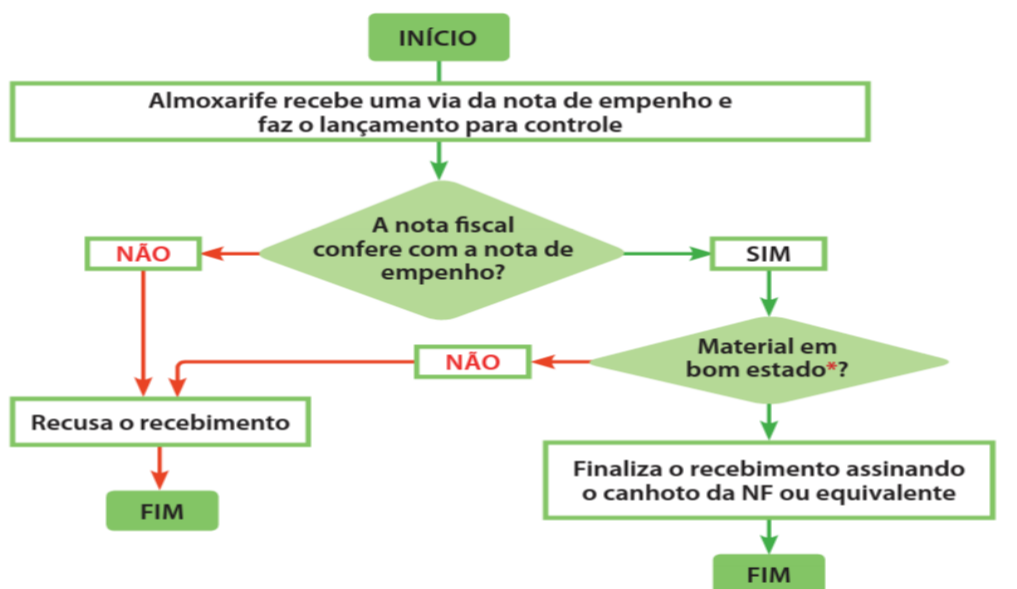 INÍCIO
Almoxarife recebe uma via da nota de empenho e
faz o lançamento para controle
A nota fiscal
confere com a nota de
empenho?
NÃO
SIM
Material em
bom estado*?
NÃO
Recusa o recebimento
FIM
Finaliza o recebimento assinando
o canhoto da NF ou equivalente
FIM